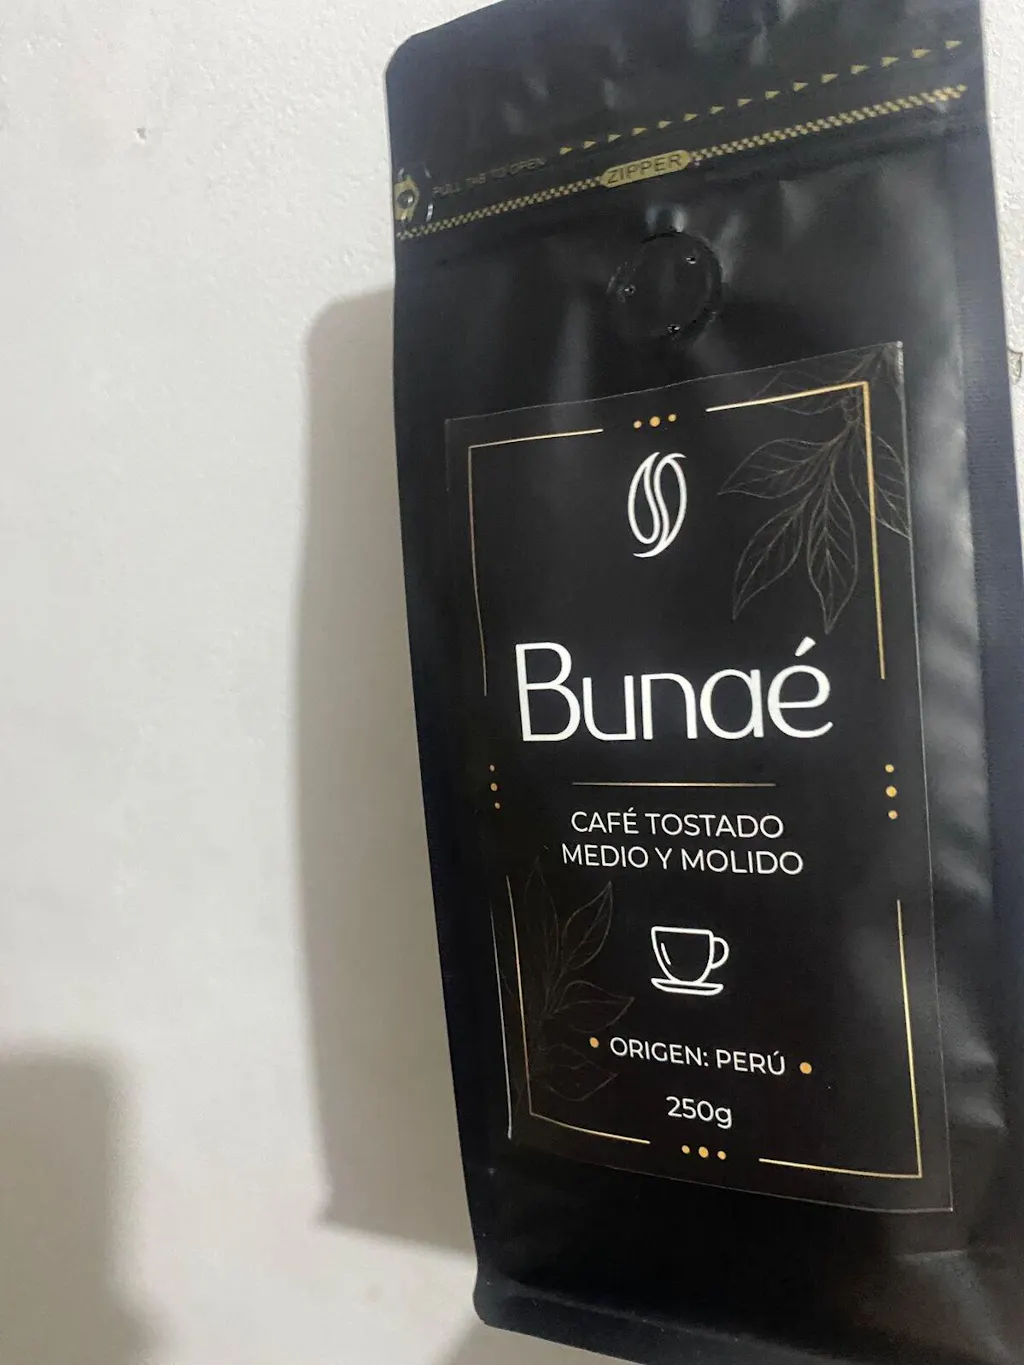 PULL TAB TO OPEN
ZIPPER
Bunaé
CAFÉ TOSTADO
MEDIO Y MOLIDO
ORIGEN: PERÚ
250g